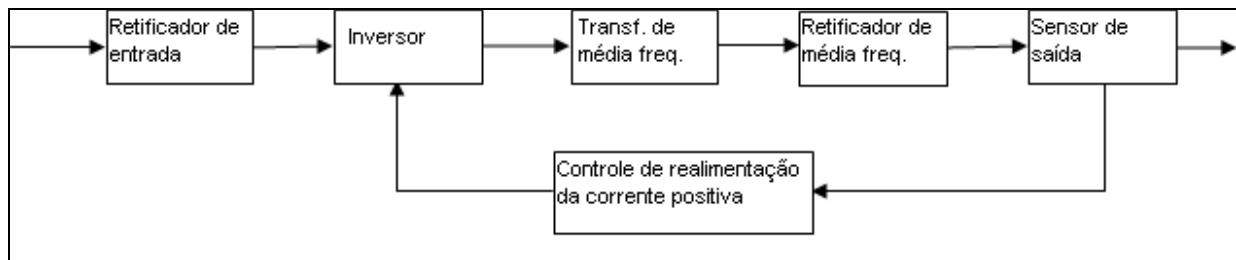 Retificador de
entrada
Inversor
Transf. de
média freq.
Retificador de
média freq.
Sensor de
saída
Controle de realimentação
da corrente positiva